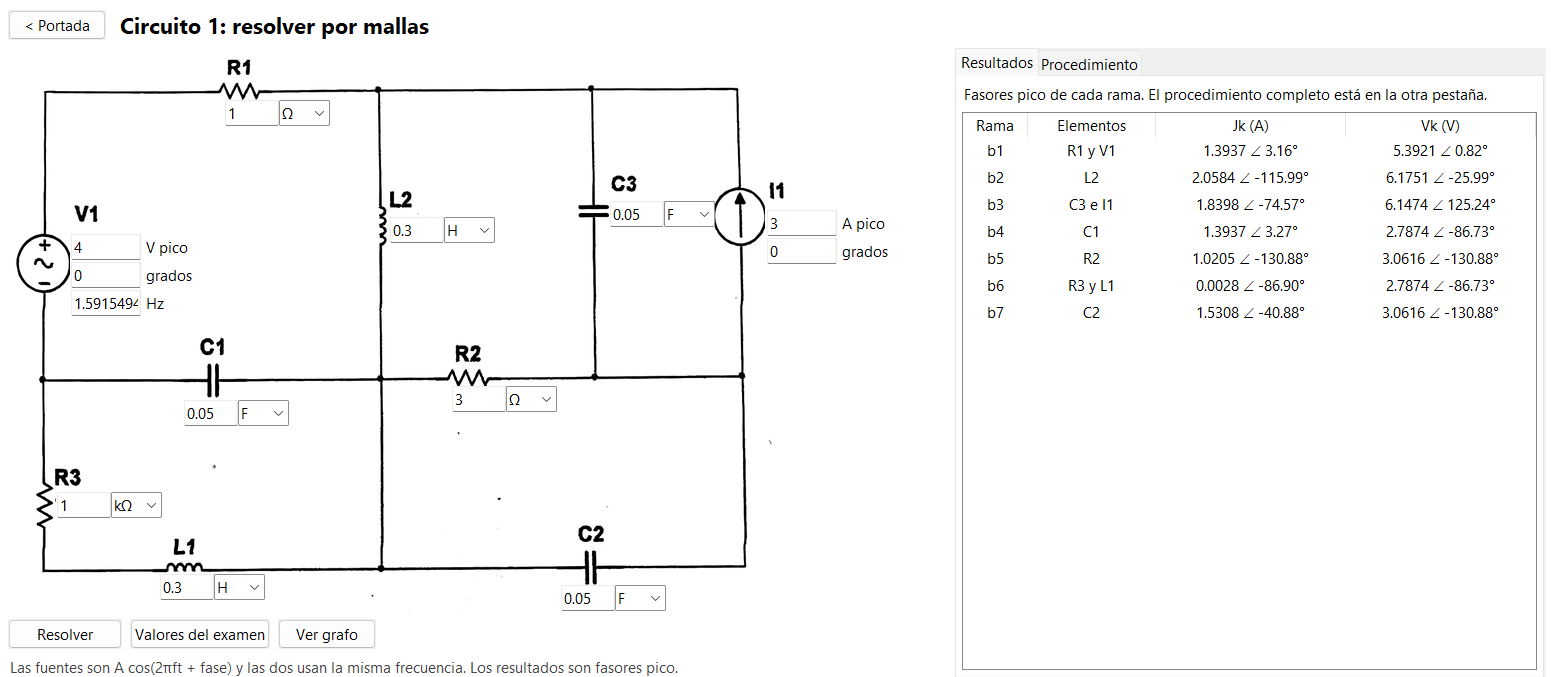 < Portada
Circuito 1: resolver por mallas
R1
1 Ω
V1
4 V pico
0 grados
1.5915494 Hz
L2
0.3 H
C3
0.05 F
I1
3 A pico
0 grados
C1
0.05 F
R2
3 Ω
R3
1 kΩ
L1
0.3 H
C2
0.05 F
Resolver Valores del examen Ver grafo
Las fuentes son A cos(2πft + fase) y las dos usan la misma frecuencia. Los resultados son fasores pico.
Resultados Procedimiento
Fasores pico de cada rama. El procedimiento completo está en la otra pestaña.
Rama Elementos Jk (A) Vk (V)
b1 R1 y V1 1.3937 ∠ 3.16° 5.3921 ∠ 0.82°
b2 L2 2.0584 ∠ -115.99° 6.1751 ∠ -25.99°
b3 C3 e I1 1.8398 ∠ -74.57° 6.1474 ∠ 125.24°
b4 C1 1.3937 ∠ 3.27° 2.7874 ∠ -86.73°
b5 R2 1.0205 ∠ -130.88° 3.0616 ∠ -130.88°
b6 R3 y L1 0.0028 ∠ -86.90° 2.7874 ∠ -86.73°
b7 C2 1.5308 ∠ -40.88° 3.0616 ∠ -130.88°